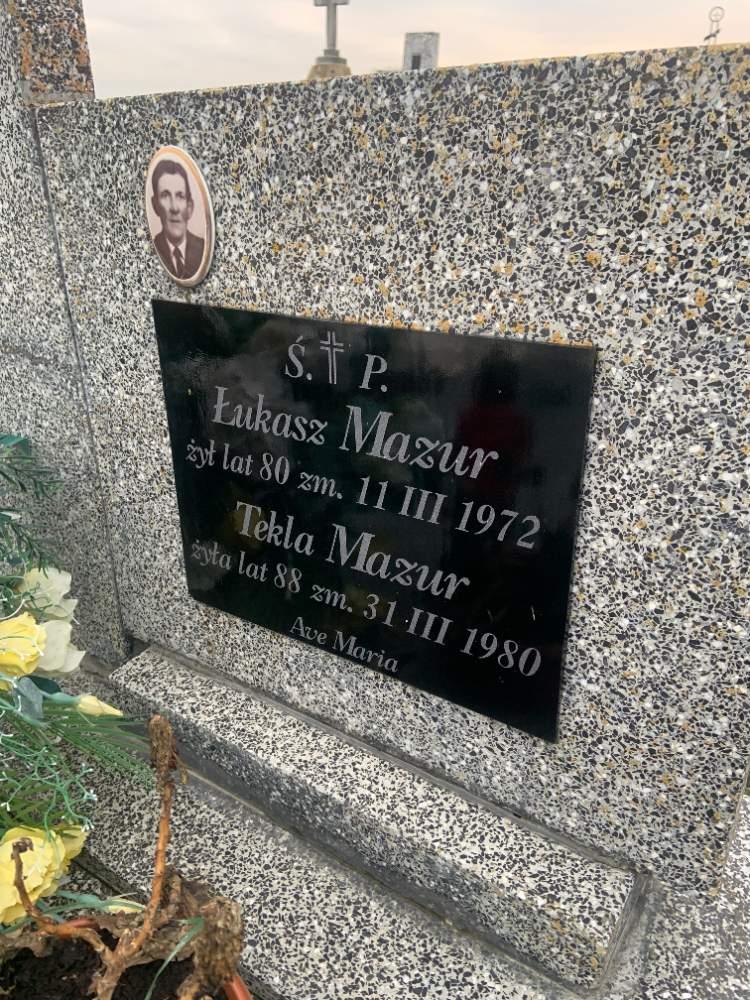 Ś. † P.
Łukasz Mazur
żył lat 80 zm. 11 III 1972
Tekla Mazur
żyła lat 88 zm. 31 III 1980
Ave Maria